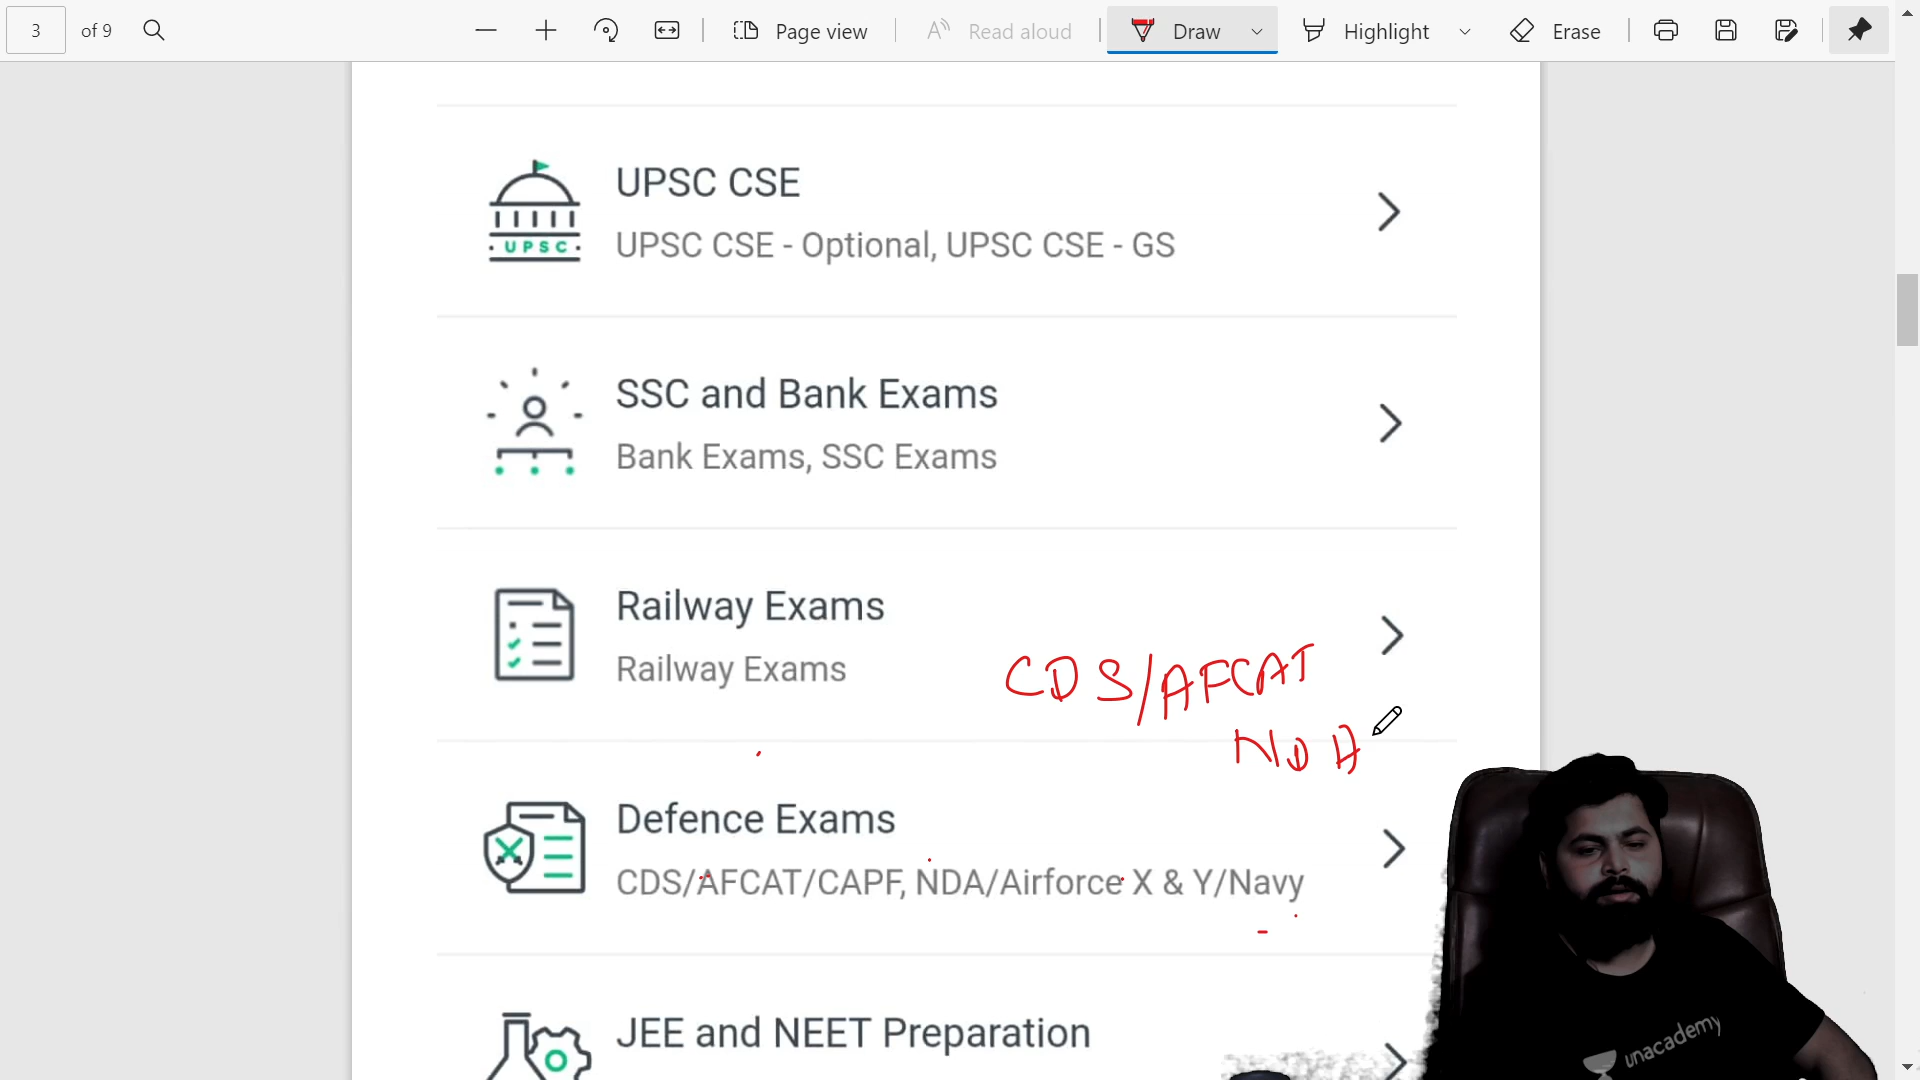 3 of 9 Page view Read aloud Draw Highlight Erase
UPSC CSE
UPSC
UPSC CSE - Optional, UPSC CSE - GS
SSC and Bank Exams
Bank Exams, SSC Exams
Railway Exams
Railway Exams
CDS/AFCAT
NDA
Defence Exams
CDS/AFCAT/CAPF, NDA/Airforce X & Y/Navy
JEE and NEET Preparation
unacademy